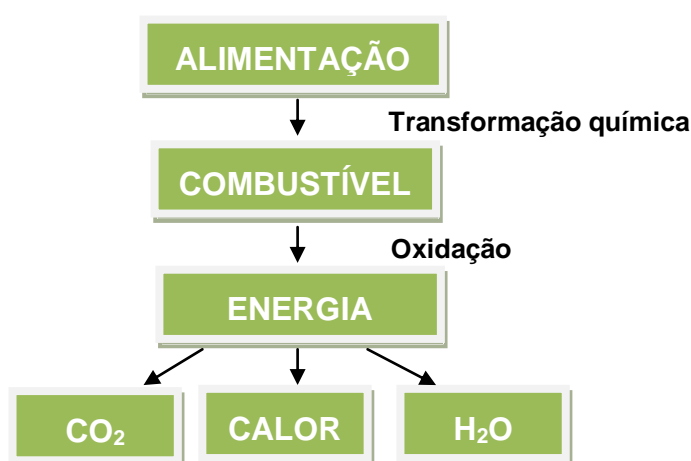 ALIMENTAÇÃO
Transformação química
COMBUSTÍVEL
Oxidação
ENERGIA
CO₂
CALOR
H₂O